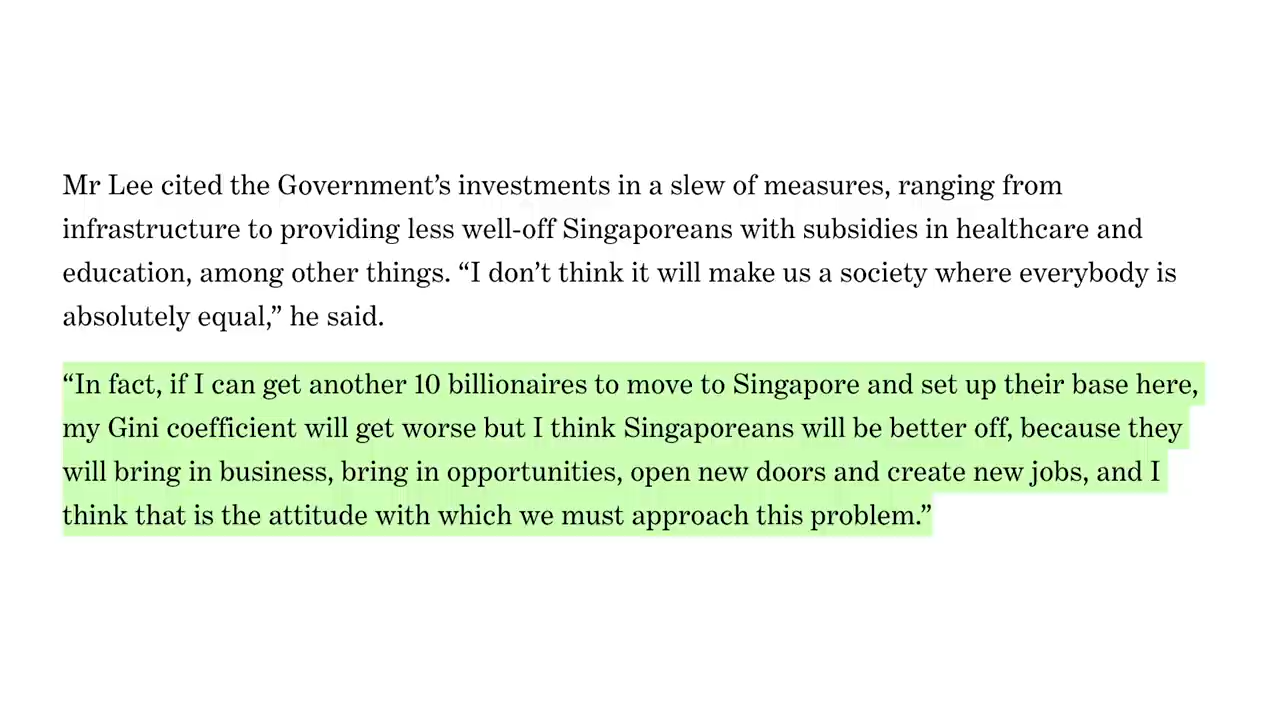 Mr Lee cited the Government’s investments in a slew of measures, ranging from
infrastructure to providing less well-off Singaporeans with subsidies in healthcare and
education, among other things. “I don’t think it will make us a society where everybody is
absolutely equal,” he said.
“In fact, if I can get another 10 billionaires to move to Singapore and set up their base here,
my Gini coefficient will get worse but I think Singaporeans will be better off, because they
will bring in business, bring in opportunities, open new doors and create new jobs, and I
think that is the attitude with which we must approach this problem.”